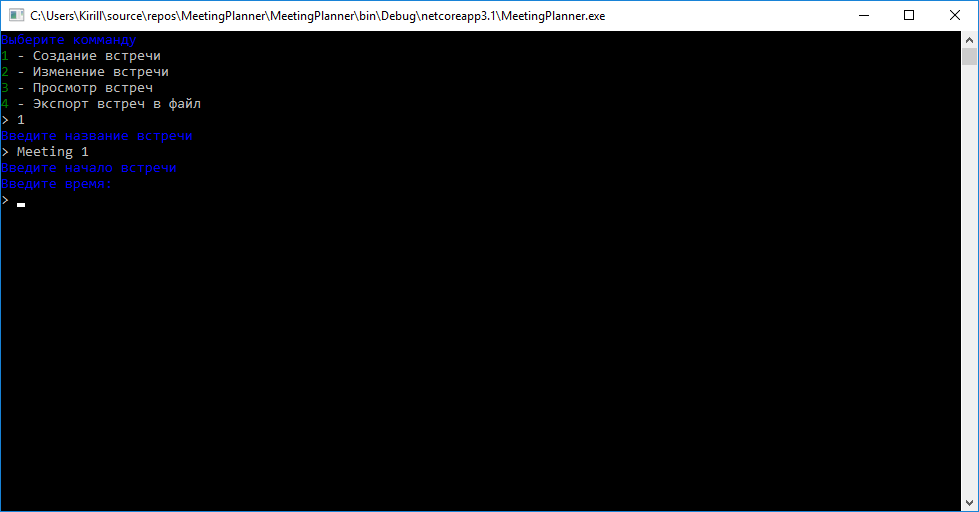 C:\Users\Kirill\source\repos\MeetingPlanner\MeetingPlanner\bin\Debug\netcoreapp3.1\MeetingPlanner.exe
Выберите комманду
1 - Создание встречи
2 - Изменение встречи
3 - Просмотр встреч
4 - Экспорт встреч в файл
> 1
Введите название встречи
> Meeting 1
Введите начало встречи
Введите время:
>